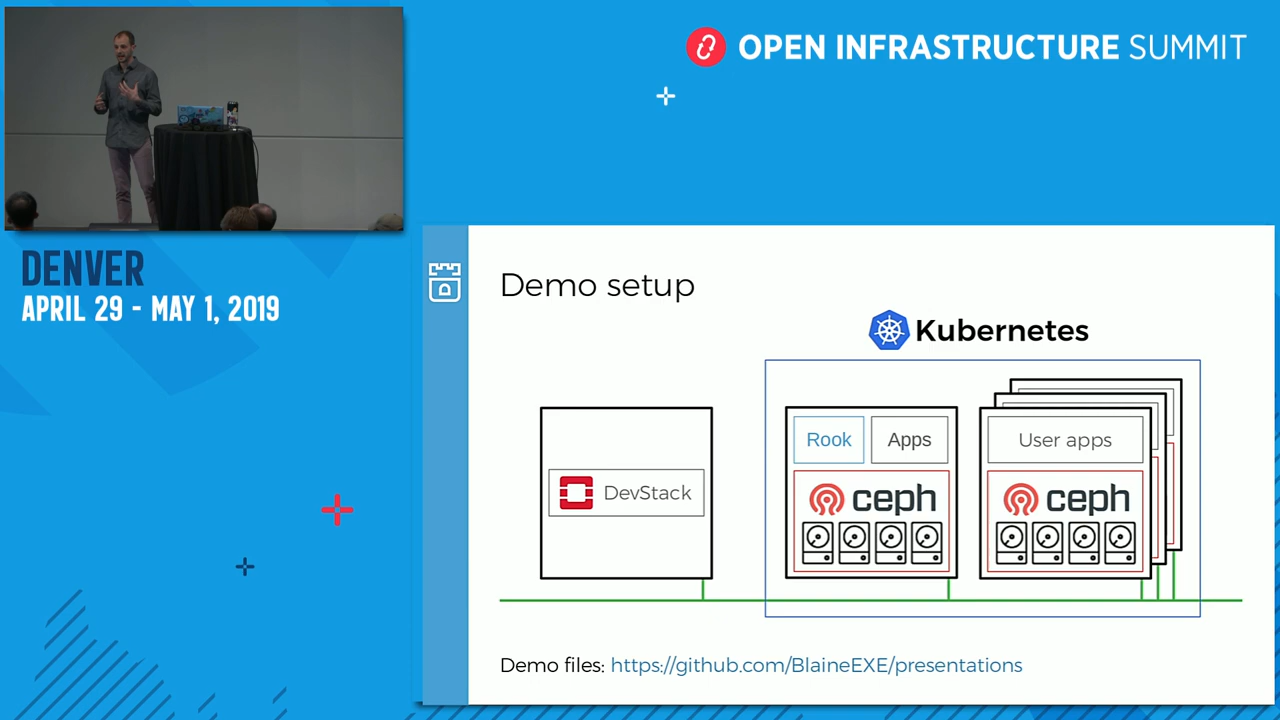 OPEN INFRASTRUCTURE SUMMIT
DENVER
APRIL 29 - MAY 1, 2019
Demo setup
Kubernetes
DevStack
Rook
Apps
ceph
User apps
ceph
Demo files: https://github.com/BlaineEXE/presentations